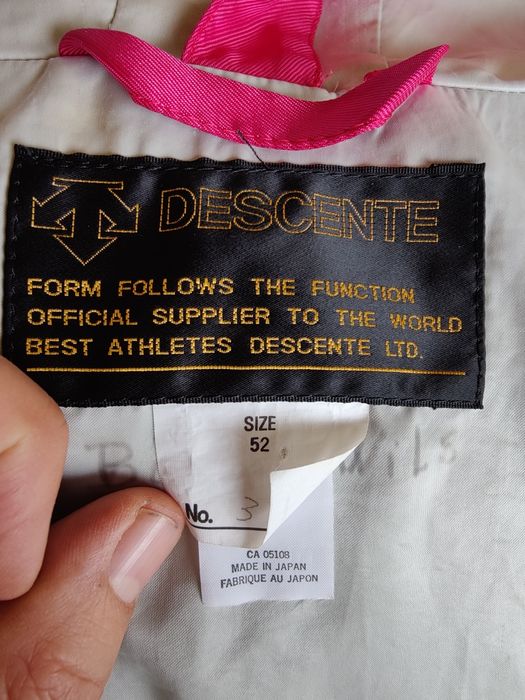 DESCENTE
FORM FOLLOWS THE FUNCTION
OFFICIAL SUPPLIER TO THE WORLD
BEST ATHLETES DESCENTE LTD.
SIZE
52
No. 3
CA 05108
MADE IN JAPAN
FABRIQUE AU JAPON